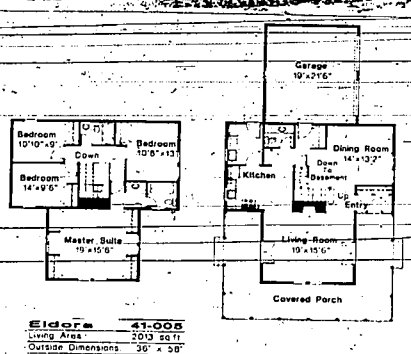 Garage
19'x21'6"
Bedroom
10'10"x9'
Down
Bedroom
10'8"x13'
Bedroom
14'x9'6"
Master Suite
19'x15'6"
Kitchen
Down
To
Basement
Dining Room
14'x13'2"
Up
Entry
Living Room
19'x15'6"
Covered Porch
Eldora 41-005
Living Area 2013 sq ft
Outside Dimensions 36' x 58'